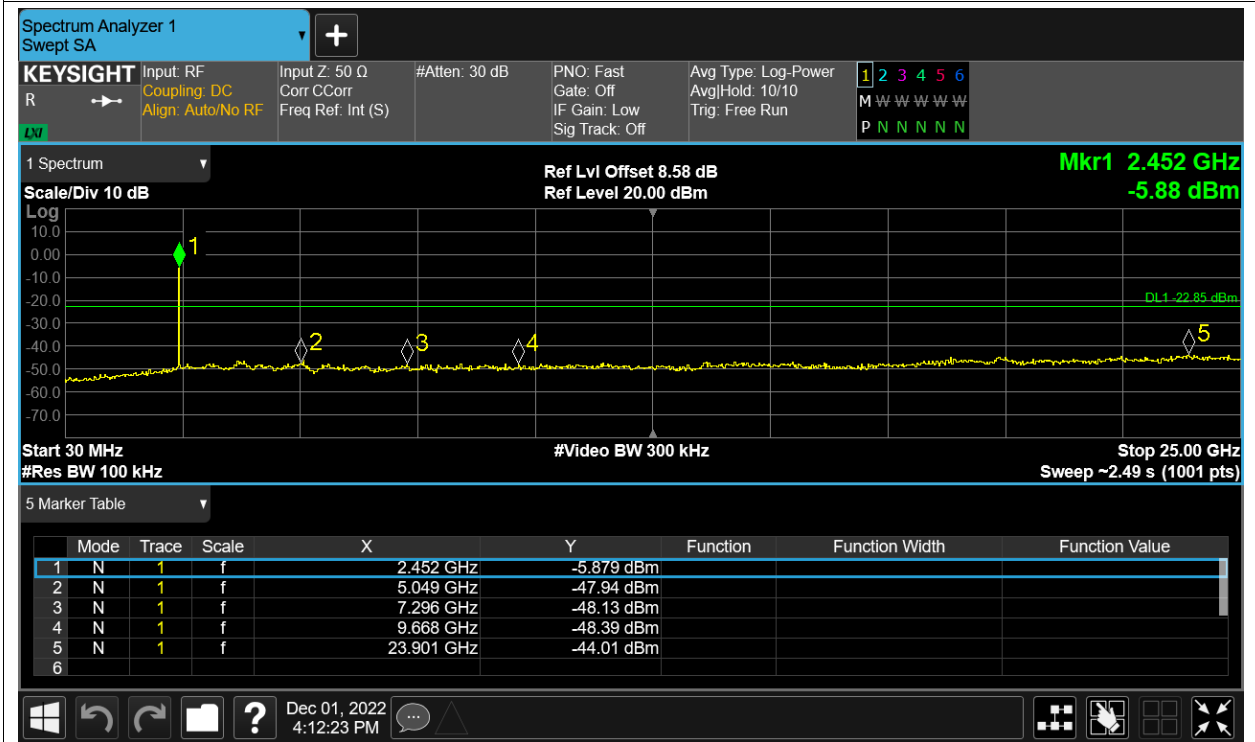 Spectrum Analyzer 1
Swept SA
+
KEYSIGHT
R
LXI
Input: RF
Coupling: DC
Align: Auto/No RF
Input Z: 50 Ω
Corr CCorr
Freq Ref: Int (S)
#Atten: 30 dB
PNO: Fast
Gate: Off
IF Gain: Low
Sig Track: Off
Avg Type: Log-Power
Avg|Hold: 10/10
Trig: Free Run
1 2 3 4 5 6
M W W W W W
P N N N N N
1 Spectrum
Scale/Div 10 dB
Ref Lvl Offset 8.58 dB
Ref Level 20.00 dBm
Mkr1 2.452 GHz
-5.88 dBm
Log
10.0
0.00
-10.0
-20.0
-30.0
-40.0
-50.0
-60.0
-70.0
1
2
3
4
5
DL1 -22.85 dBm
Start 30 MHz
#Video BW 300 kHz
Stop 25.00 GHz
#Res BW 100 kHz
Sweep ~2.49 s (1001 pts)
5 Marker Table
Mode Trace Scale X Y Function Function Width Function Value
1 N 1 f 2.452 GHz -5.879 dBm
2 N 1 f 5.049 GHz -47.94 dBm
3 N 1 f 7.296 GHz -48.13 dBm
4 N 1 f 9.668 GHz -48.39 dBm
5 N 1 f 23.901 GHz -44.01 dBm
6
?
Dec 01, 2022
4:12:23 PM